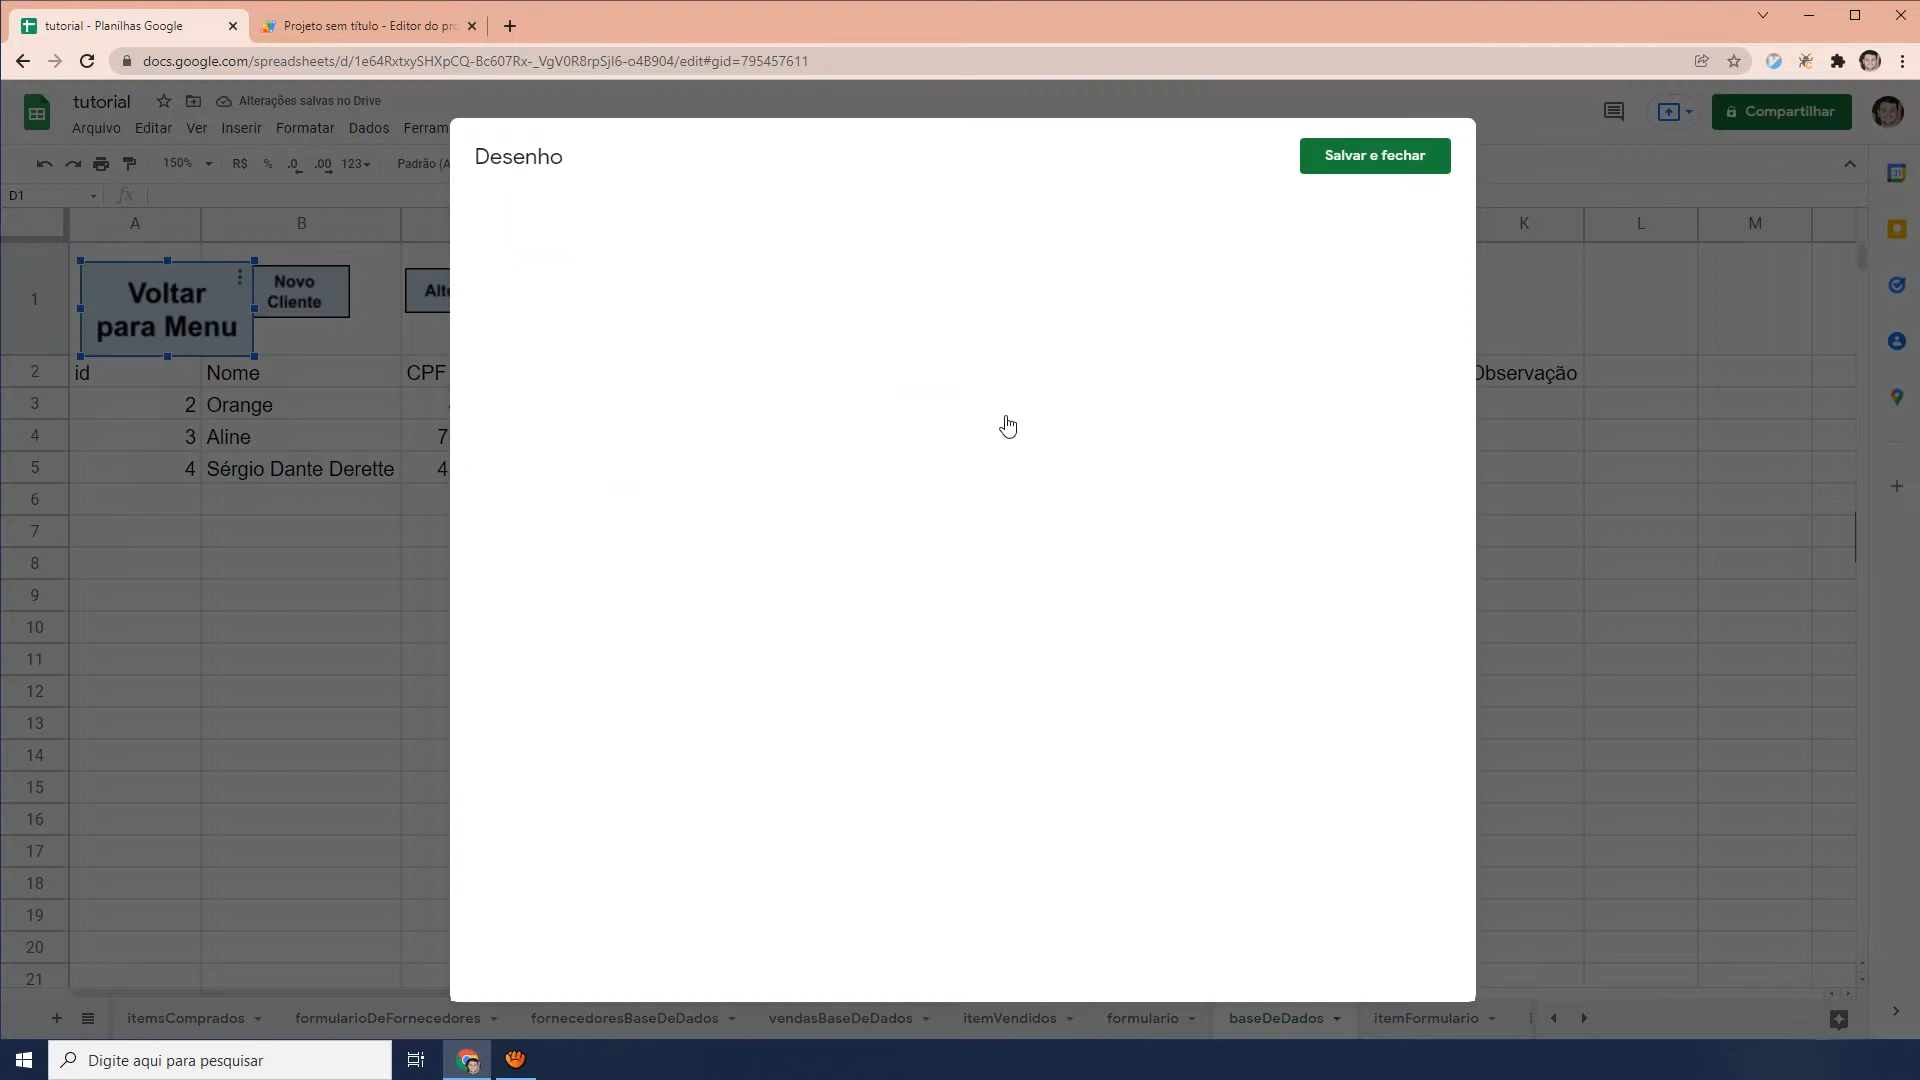 tutorial - Planilhas Google
Projeto sem título - Editor do pro
docs.google.com/spreadsheets/d/1e64RxtxySHXpCQ-Bc607Rx-_VgV0R8rpSjI6-o4B904/edit#gid=795457611
tutorial
Alterações salvas no Drive
Compartilhar
Arquivo Editar Ver Inserir Formatar Dados Ferram
150% R$ % .0 .00 123 Padrão (A
D1
fx
Desenho
Salvar e fechar
A B K L M
1
Voltar
para Menu
Novo
Cliente
Alte
2 id Nome CPF Observação
3 2 Orange
4 3 Aline 7
5 4 Sérgio Dante Derette 4
6
7
8
9
10
11
12
13
14
15
16
17
18
19
20
21
itemsComprados formularioDeFornecedores fornecedoresBaseDeDados vendasBaseDeDados itemVendidos formulario baseDeDados itemFormulario i
Digite aqui para pesquisar